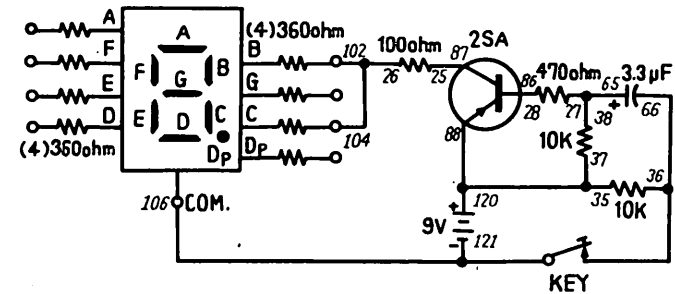 A
F
E
D
(4)360ohm
A
F
B
G
E
C
D
Dp
(4)360ohm
B
G
C
Dp
102
104
100ohm
26
25
87
2SA
86
28
88
470ohm
27
65
3.3µF
+
66
38
10K
37
35
36
10K
106
COM.
+
120
9V
-
121
KEY